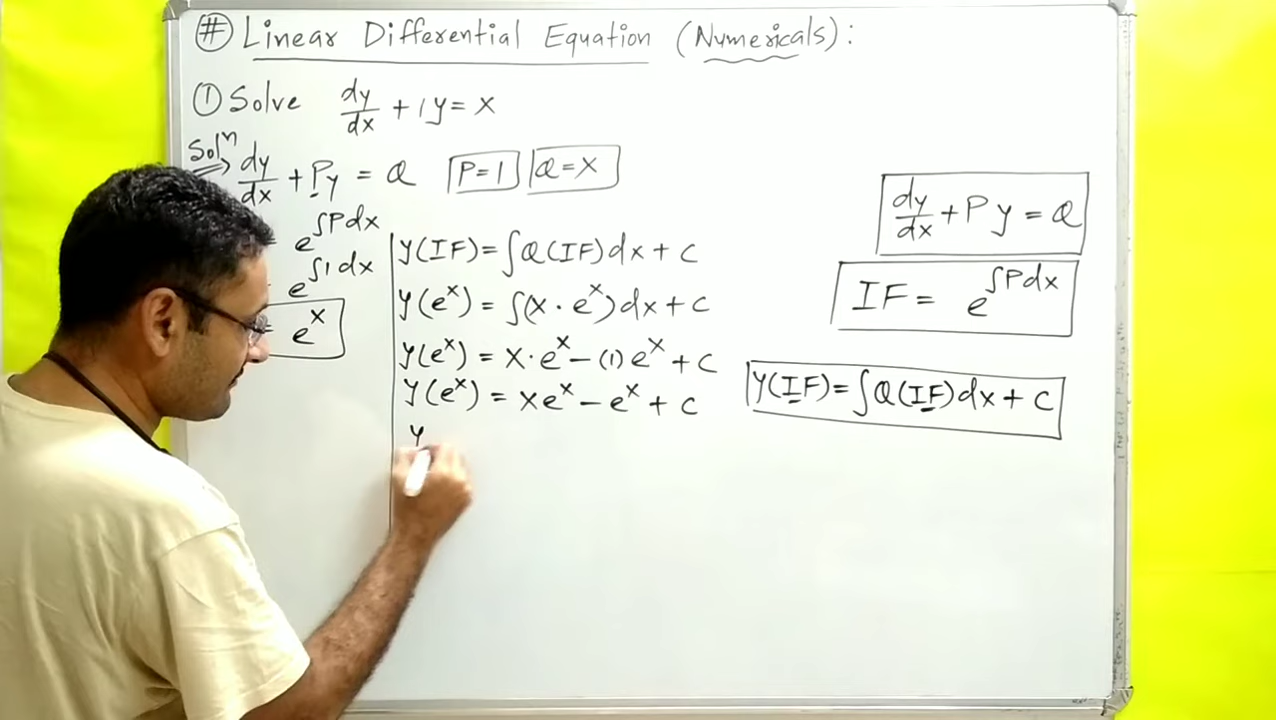 # Linear Differential Equation (Numericals):
① Solve dy/dx + 1y = x
Solⁿ ⇒ dy/dx + Py = Q P=1 Q=x
= e^∫Pdx
e^∫1dx
= e^x
y(IF) = ∫Q(IF)dx + c
y(e^x) = ∫(x · e^x)dx + c
y(e^x) = x · e^x − (1)e^x + c
y(e^x) = xe^x − e^x + c
y
dy/dx + Py = Q
IF = e^∫Pdx
y(IF) = ∫Q(IF)dx + c